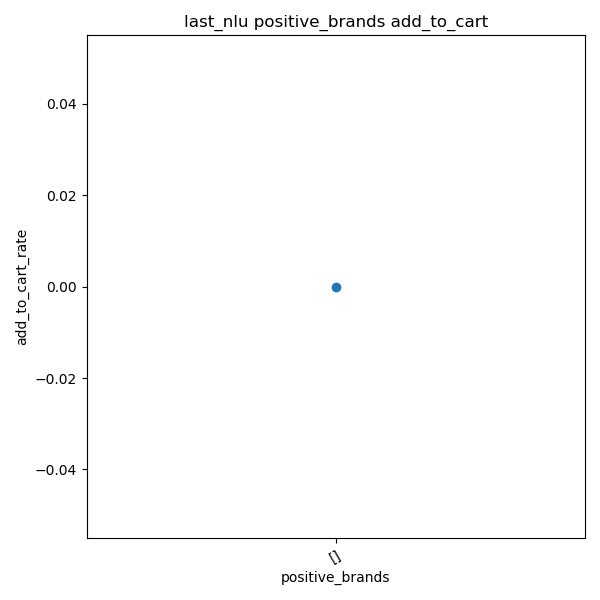 last_nlu positive_brands add_to_cart
0.04
0.02
0.00
−0.02
−0.04
add_to_cart_rate
[]
positive_brands